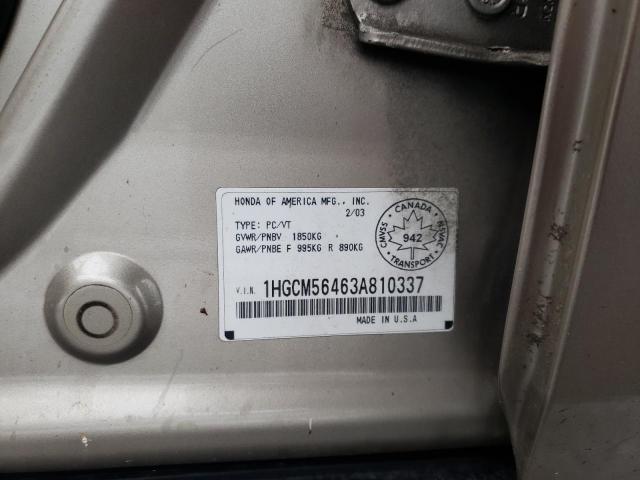 HONDA OF AMERICA MFG., INC.
2/03
TYPE: PC/VT
GVWR/PNBV 1850KG
GAWR/PNBE F 995KG R 890KG
CANADA
CMVSS
942
NSVAC
TRANSPORT
V.I.N. 1HGCM56463A810337
MADE IN U.S.A